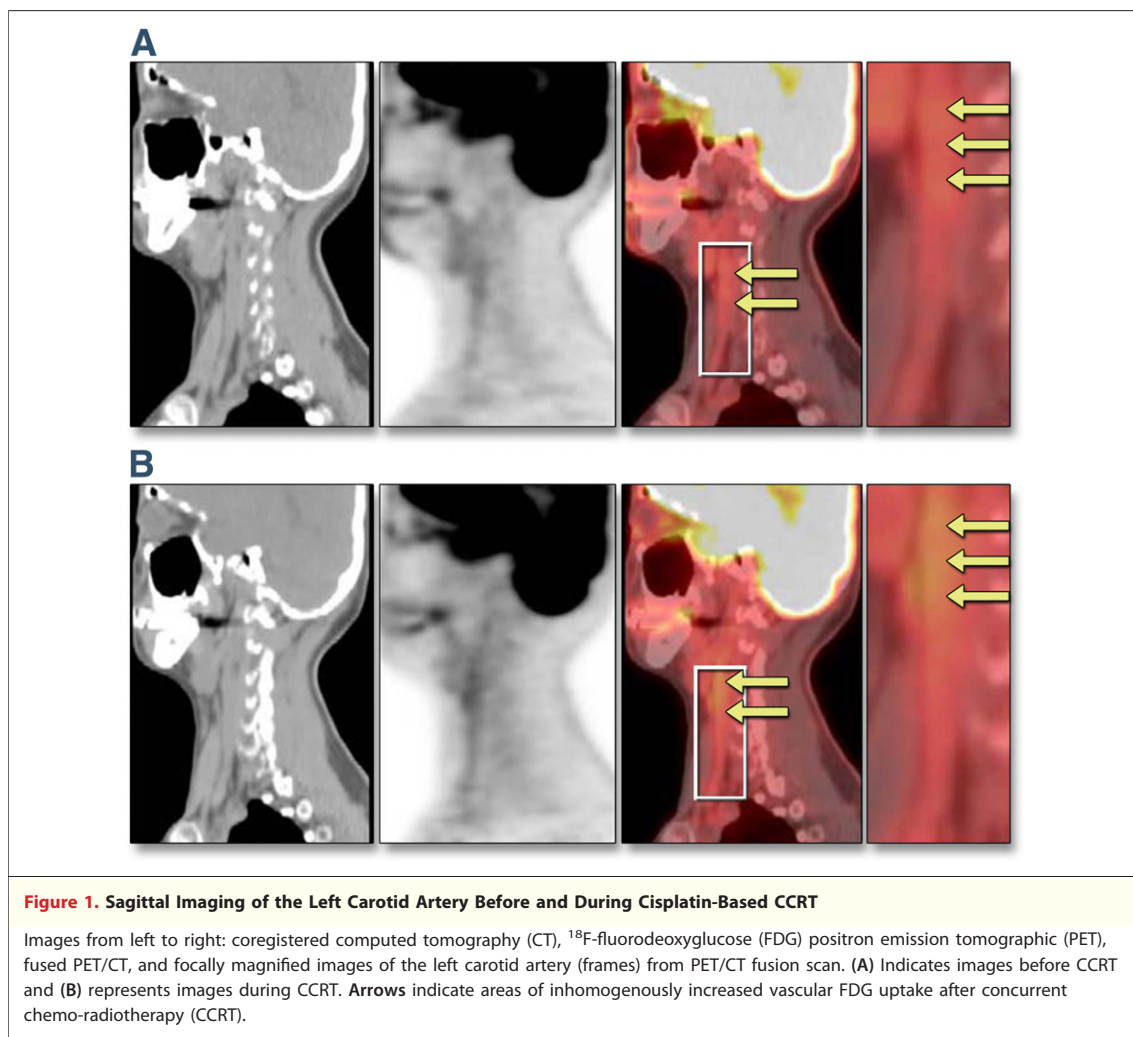 A
B
Figure 1. Sagittal Imaging of the Left Carotid Artery Before and During Cisplatin-Based CCRT
Images from left to right: coregistered computed tomography (CT), ¹⁸F-fluorodeoxyglucose (FDG) positron emission tomographic (PET),
fused PET/CT, and focally magnified images of the left carotid artery (frames) from PET/CT fusion scan. (A) Indicates images before CCRT
and (B) represents images during CCRT. Arrows indicate areas of inhomogenously increased vascular FDG uptake after concurrent
chemo-radiotherapy (CCRT).